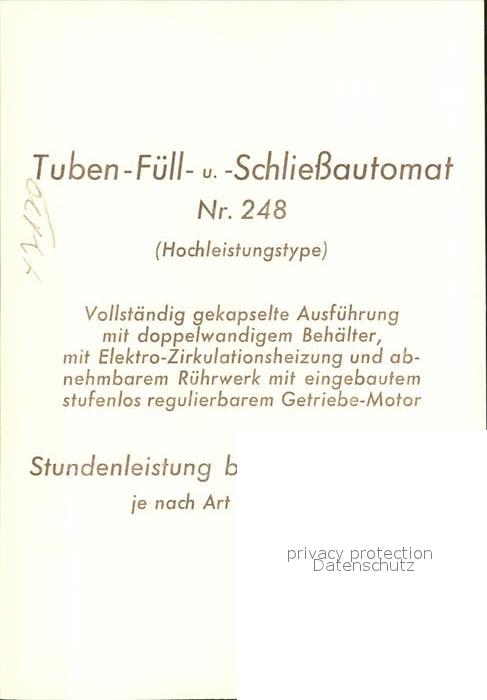 Tuben-Füll- u. -Schließautomat
Nr. 248
(Hochleistungstype)
Vollständig gekapselte Ausführung
mit doppelwandigem Behälter,
mit Elektro-Zirkulationsheizung und ab-
nehmbarem Rührwerk mit eingebautem
stufenlos regulierbarem Getriebe-Motor
Stundenleistung b
je nach Art
privacy protection
Datenschutz